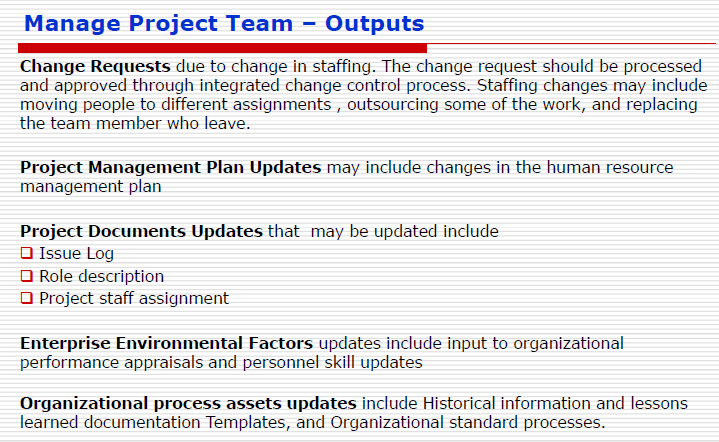 Manage Project Team – Outputs
Change Requests due to change in staffing. The change request should be processed
and approved through integrated change control process. Staffing changes may include
moving people to different assignments , outsourcing some of the work, and replacing
the team member who leave.
Project Management Plan Updates may include changes in the human resource
management plan
Project Documents Updates that  may be updated include
❑ Issue Log
❑ Role description
❑ Project staff assignment
Enterprise Environmental Factors updates include input to organizational
performance appraisals and personnel skill updates
Organizational process assets updates include Historical information and lessons
learned documentation Templates, and Organizational standard processes.